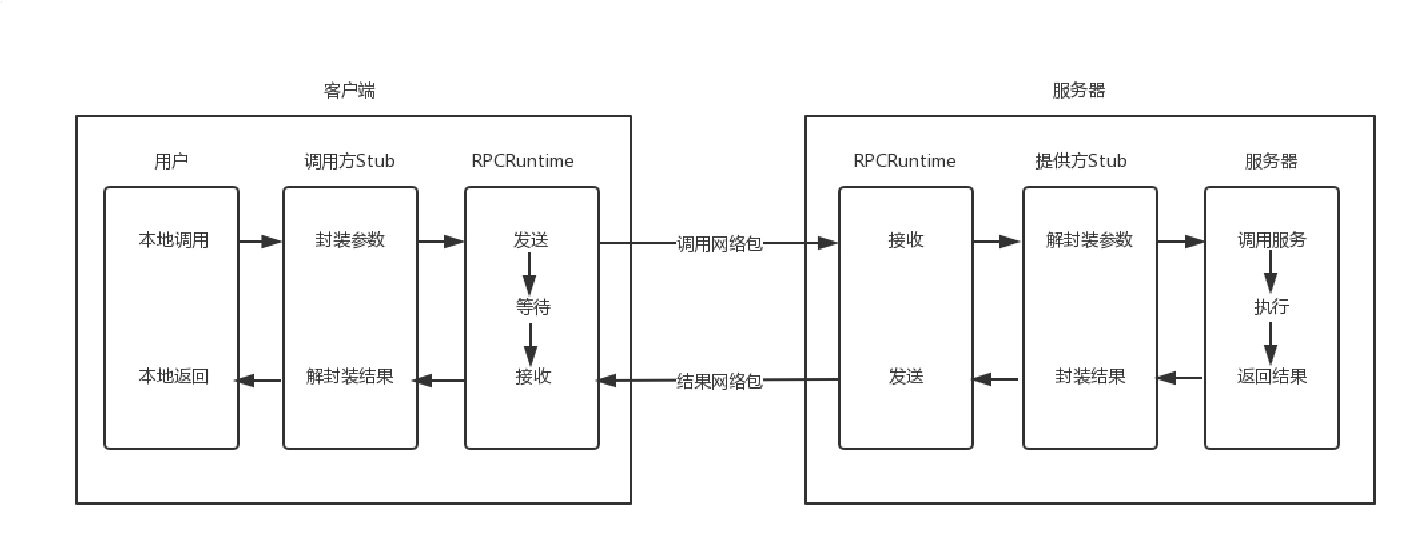 客户端
服务器
用户
调用方Stub
RPCRuntime
RPCRuntime
提供方Stub
服务器
本地调用
封装参数
发送
调用网络包
接收
解封装参数
调用服务
等待
执行
本地返回
解封装结果
接收
结果网络包
发送
封装结果
返回结果